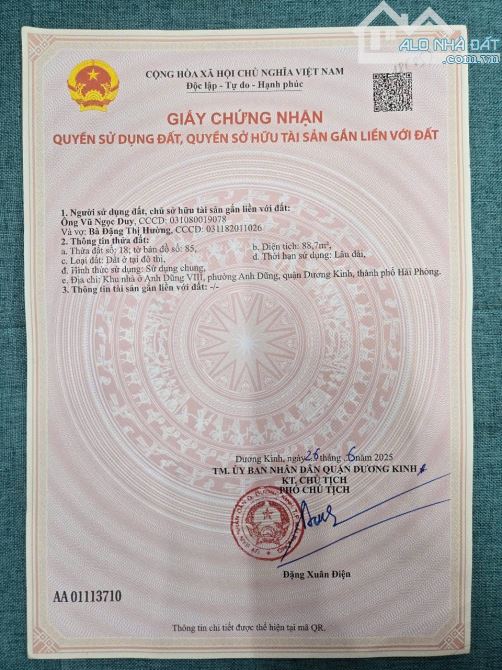 ALO NHÀ ĐẤT
.com.vn
CỘNG HÒA XÃ HỘI CHỦ NGHĨA VIỆT NAM
Độc lập - Tự do - Hạnh phúc
GIẤY CHỨNG NHẬN
QUYỀN SỬ DỤNG ĐẤT, QUYỀN SỞ HỮU TÀI SẢN GẮN LIỀN VỚI ĐẤT
1. Người sử dụng đất, chủ sở hữu tài sản gắn liền với đất:
Ông Vũ Ngọc Duy, CCCD: 031080019078
Và vợ: Bà Đặng Thị Hường, CCCD: 031182011026
2. Thông tin thửa đất:
a. Thửa đất số: 18; tờ bản đồ số: 85, b. Diện tích: 88,7m²,
c. Loại đất: Đất ở tại đô thị, d. Thời hạn sử dụng: Lâu dài,
đ. Hình thức sử dụng: Sử dụng chung,
e. Địa chỉ: Khu nhà ở Anh Dũng VIII, phường Anh Dũng, quận Dương Kinh, thành phố Hải Phòng.
3. Thông tin tài sản gắn liền với đất: -/-
Dương Kinh, ngày 26 tháng 6 năm 2025
TM. ỦY BAN NHÂN DÂN QUẬN DƯƠNG KINH
KT. CHỦ TỊCH
PHÓ CHỦ TỊCH
Đặng Xuân Điện
AA 01113710
Thông tin chi tiết được thể hiện tại mã QR.